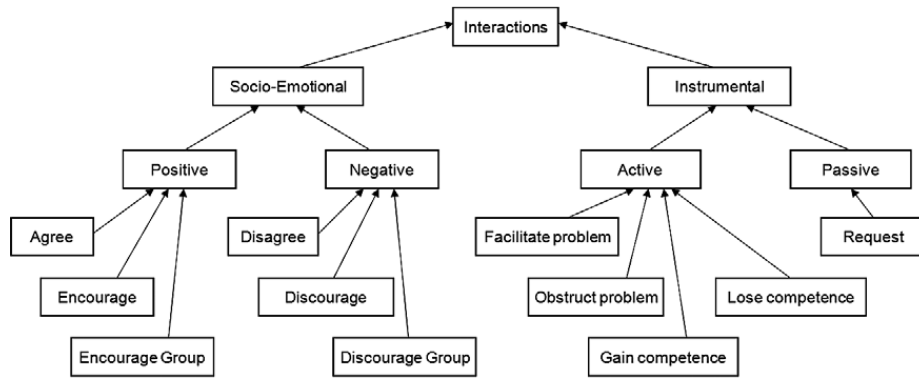 Interactions
Socio-Emotional
Instrumental
Positive
Negative
Active
Passive
Agree
Disagree
Facilitate problem
Request
Encourage
Discourage
Obstruct problem
Lose competence
Encourage Group
Discourage Group
Gain competence